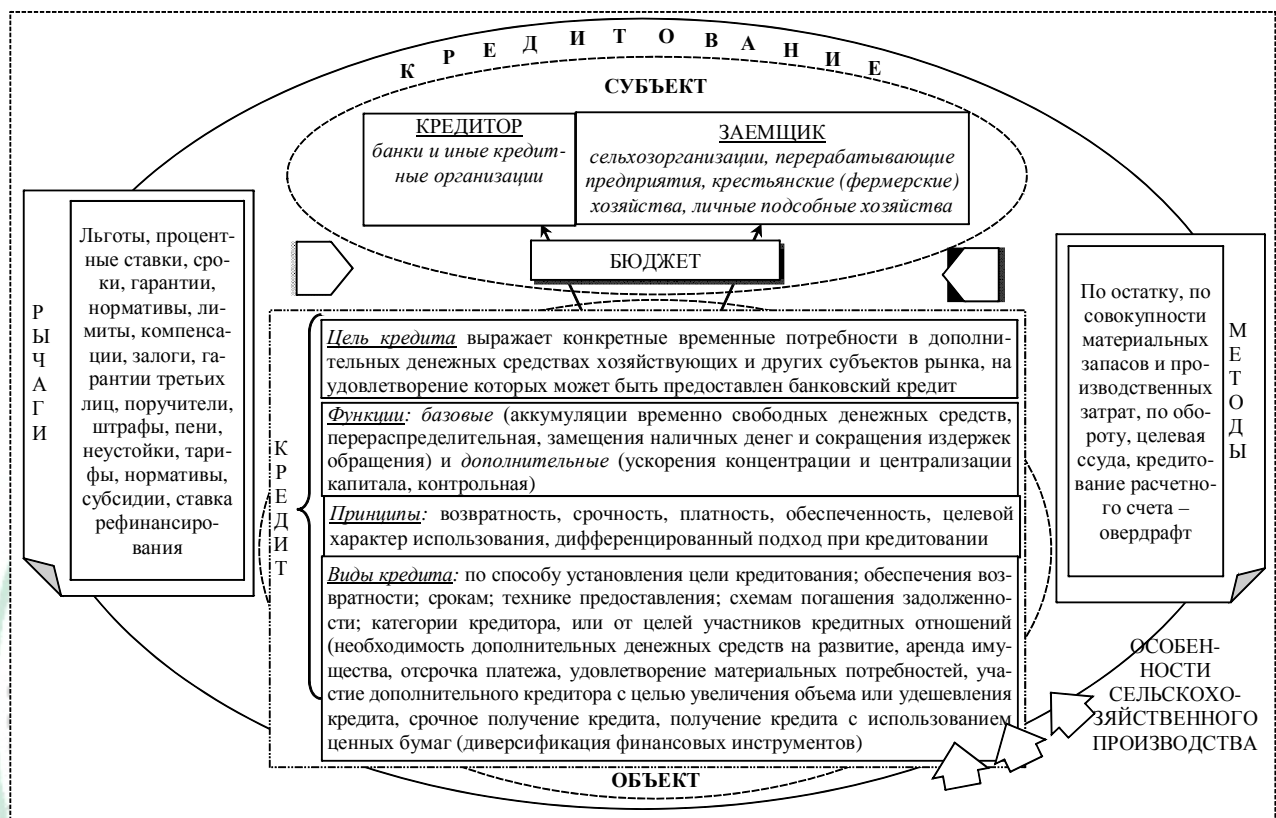 КРЕДИТОВАНИЕ
СУБЪЕКТ
КРЕДИТОР
банки и иные кредит-
ные организации
ЗАЕМЩИК
сельхозорганизации, перерабатывающие
предприятия, крестьянские (фермерские)
хозяйства, личные подсобные хозяйства
БЮДЖЕТ
РЫЧАГИ
Льготы, процент-
ные ставки, сро-
ки, гарантии,
нормативы, ли-
миты, компенса-
ции, залоги, га-
рантии третьих
лиц, поручители,
штрафы, пени,
неустойки, тари-
фы, нормативы,
субсидии, ставка
рефинансиро-
вания
КРЕДИТ
Цель кредита выражает конкретные временные потребности в дополни-
тельных денежных средствах хозяйствующих и других субъектов рынка, на
удовлетворение которых может быть предоставлен банковский кредит
Функции: базовые (аккумуляции временно свободных денежных средств,
перераспределительная, замещения наличных денег и сокращения издержек
обращения) и дополнительные (ускорения концентрации и централизации
капитала, контрольная)
Принципы: возвратность, срочность, платность, обеспеченность, целевой
характер использования, дифференцированный подход при кредитовании
Виды кредита: по способу установления цели кредитования; обеспечения воз-
вратности; срокам; технике предоставления; схемам погашения задолженно-
сти; категории кредитора, или от целей участников кредитных отношений
(необходимость дополнительных денежных средств на развитие, аренда иму-
щества, отсрочка платежа, удовлетворение материальных потребностей, уча-
стие дополнительного кредитора с целью увеличения объема или удешевления
кредита, срочное получение кредита, получение кредита с использованием
ценных бумаг (диверсификация финансовых инструментов)
ОБЪЕКТ
По остатку, по
совокупности
материальных
запасов и про-
изводственных
затрат, по обо-
роту, целевая
ссуда, кредито-
вание расчетно-
го счета –
овердрафт
МЕТОДЫ
ОСОБЕН-
НОСТИ
СЕЛЬСКОХО-
ЗЯЙСТВЕННОГО
ПРОИЗВОДСТВА